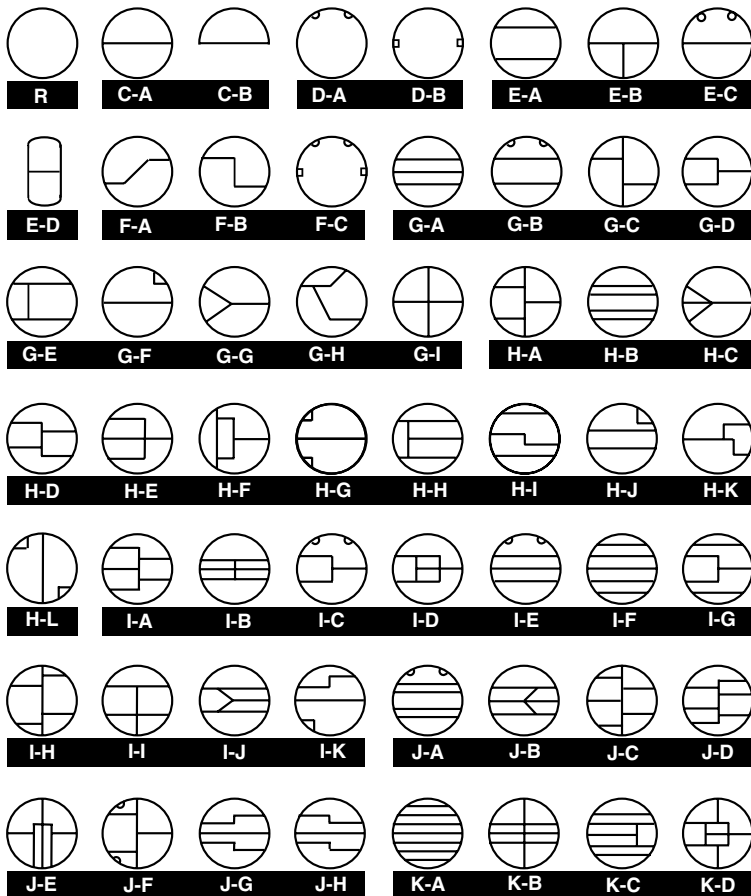 R C-A C-B D-A D-B E-A E-B E-C
E-D F-A F-B F-C G-A G-B G-C G-D
G-E G-F G-G G-H G-I H-A H-B H-C
H-D H-E H-F H-G H-H H-I H-J H-K
H-L I-A I-B I-C I-D I-E I-F I-G
I-H I-I I-J I-K J-A J-B J-C J-D
J-E J-F J-G J-H K-A K-B K-C K-D